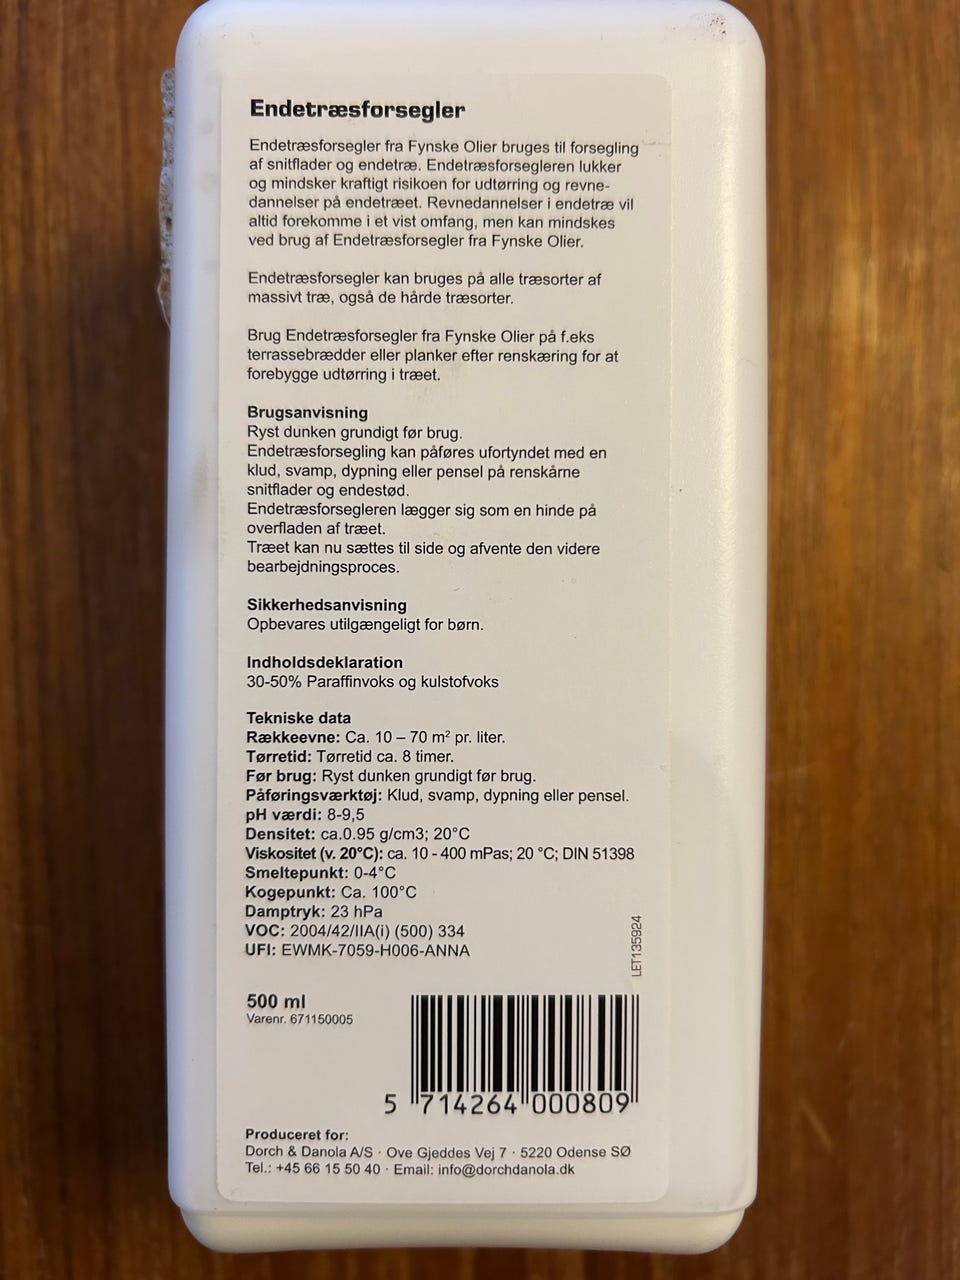 Endetræsforsegler
Endetræsforsegler fra Fynske Olier bruges til forsegling
af snitflader og endetræ. Endetræsforsegleren lukker
og mindsker kraftigt risikoen for udtørring og revne-
dannelser på endetræet. Revnedannelser i endetræ vil
altid forekomme i et vist omfang, men kan mindskes
ved brug af Endetræsforsegler fra Fynske Olier.
Endetræsforsegler kan bruges på alle træsorter af
massivt træ, også de hårde træsorter.
Brug Endetræsforsegler fra Fynske Olier på f.eks
terrassebrædder eller planker efter renskæring for at
forebygge udtørring i træet.
Brugsanvisning
Ryst dunken grundigt før brug.
Endetræsforsegling kan påføres ufortyndet med en
klud, svamp, dypning eller pensel på renskårne
snitflader og endestød.
Endetræsforsegleren lægger sig som en hinde på
overfladen af træet.
Træet kan nu sættes til side og afvente den videre
bearbejdningsproces.
Sikkerhedsanvisning
Opbevares utilgængeligt for børn.
Indholdsdeklaration
30-50% Paraffinvoks og kulstofvoks
Tekniske data
Rækkeevne: Ca. 10 – 70 m² pr. liter.
Tørretid: Tørretid ca. 8 timer.
Før brug: Ryst dunken grundigt før brug.
Påføringsværktøj: Klud, svamp, dypning eller pensel.
pH værdi: 8-9,5
Densitet: ca.0.95 g/cm3; 20°C
Viskositet (v. 20°C): ca. 10 - 400 mPas; 20 °C; DIN 51398
Smeltepunkt: 0-4°C
Kogepunkt: Ca. 100°C
Damptryk: 23 hPa
VOC: 2004/42/IIA(i) (500) 334
UFI: EWMK-7059-H006-ANNA
LET135924
500 ml
Varenr. 671150005
5 714264 000809
Produceret for:
Dorch & Danola A/S · Ove Gjeddes Vej 7 · 5220 Odense SØ
Tel.: +45 66 15 50 40 · Email: info@dorchdanola.dk